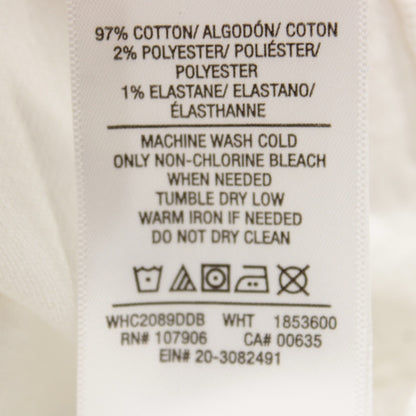 97% COTTON/ ALGODÓN/ COTON
2% POLYESTER/ POLIÉSTER/
POLYESTER
1% ELASTANE/ ELASTANO/
ÉLASTHANNE
MACHINE WASH COLD
ONLY NON-CHLORINE BLEACH
WHEN NEEDED
TUMBLE DRY LOW
WARM IRON IF NEEDED
DO NOT DRY CLEAN
WHC2089DDB WHT 1853600
RN# 107906 CA# 00635
EIN# 20-3082491